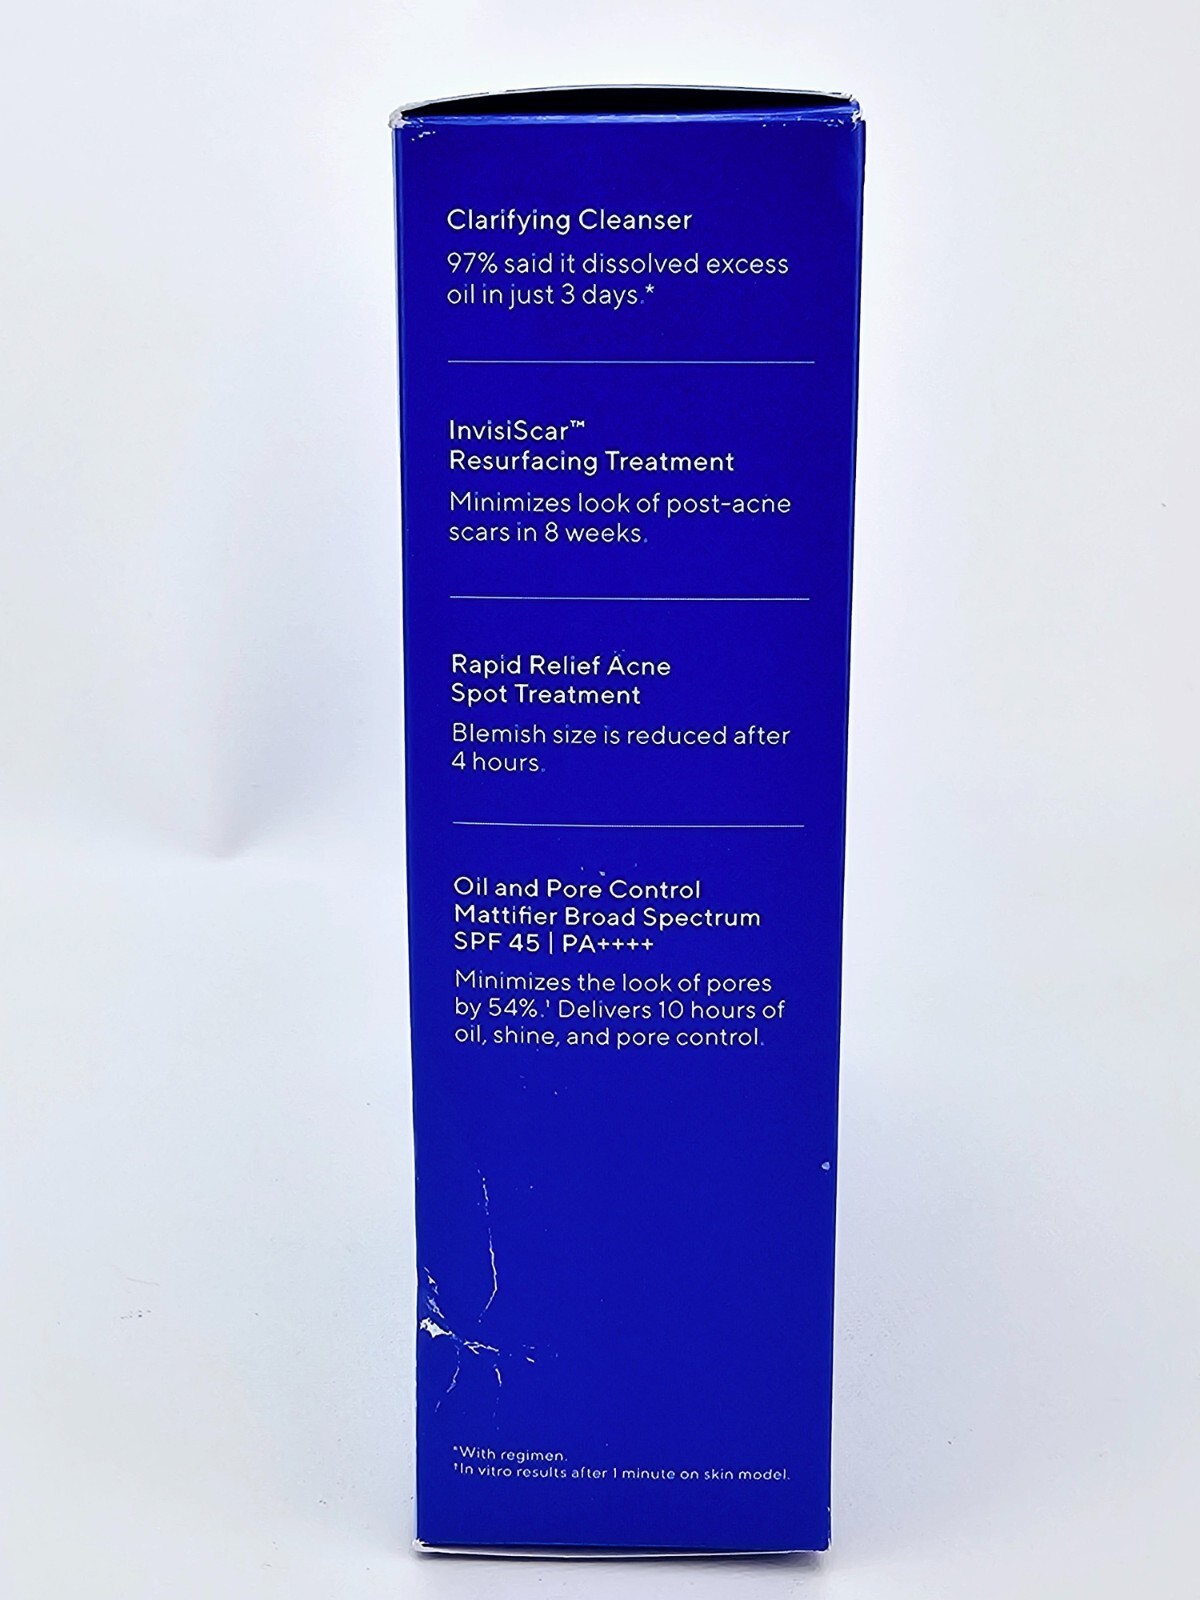 Clarifying Cleanser
97% said it dissolved excess
oil in just 3 days.*
InvisiScar™
Resurfacing Treatment
Minimizes look of post-acne
scars in 8 weeks.
Rapid Relief Acne
Spot Treatment
Blemish size is reduced after
4 hours.
Oil and Pore Control
Mattifier Broad Spectrum
SPF 45 | PA++++
Minimizes the look of pores
by 54%.† Delivers 10 hours of
oil, shine, and pore control.
*With regimen.
†In vitro results after 1 minute on skin model.